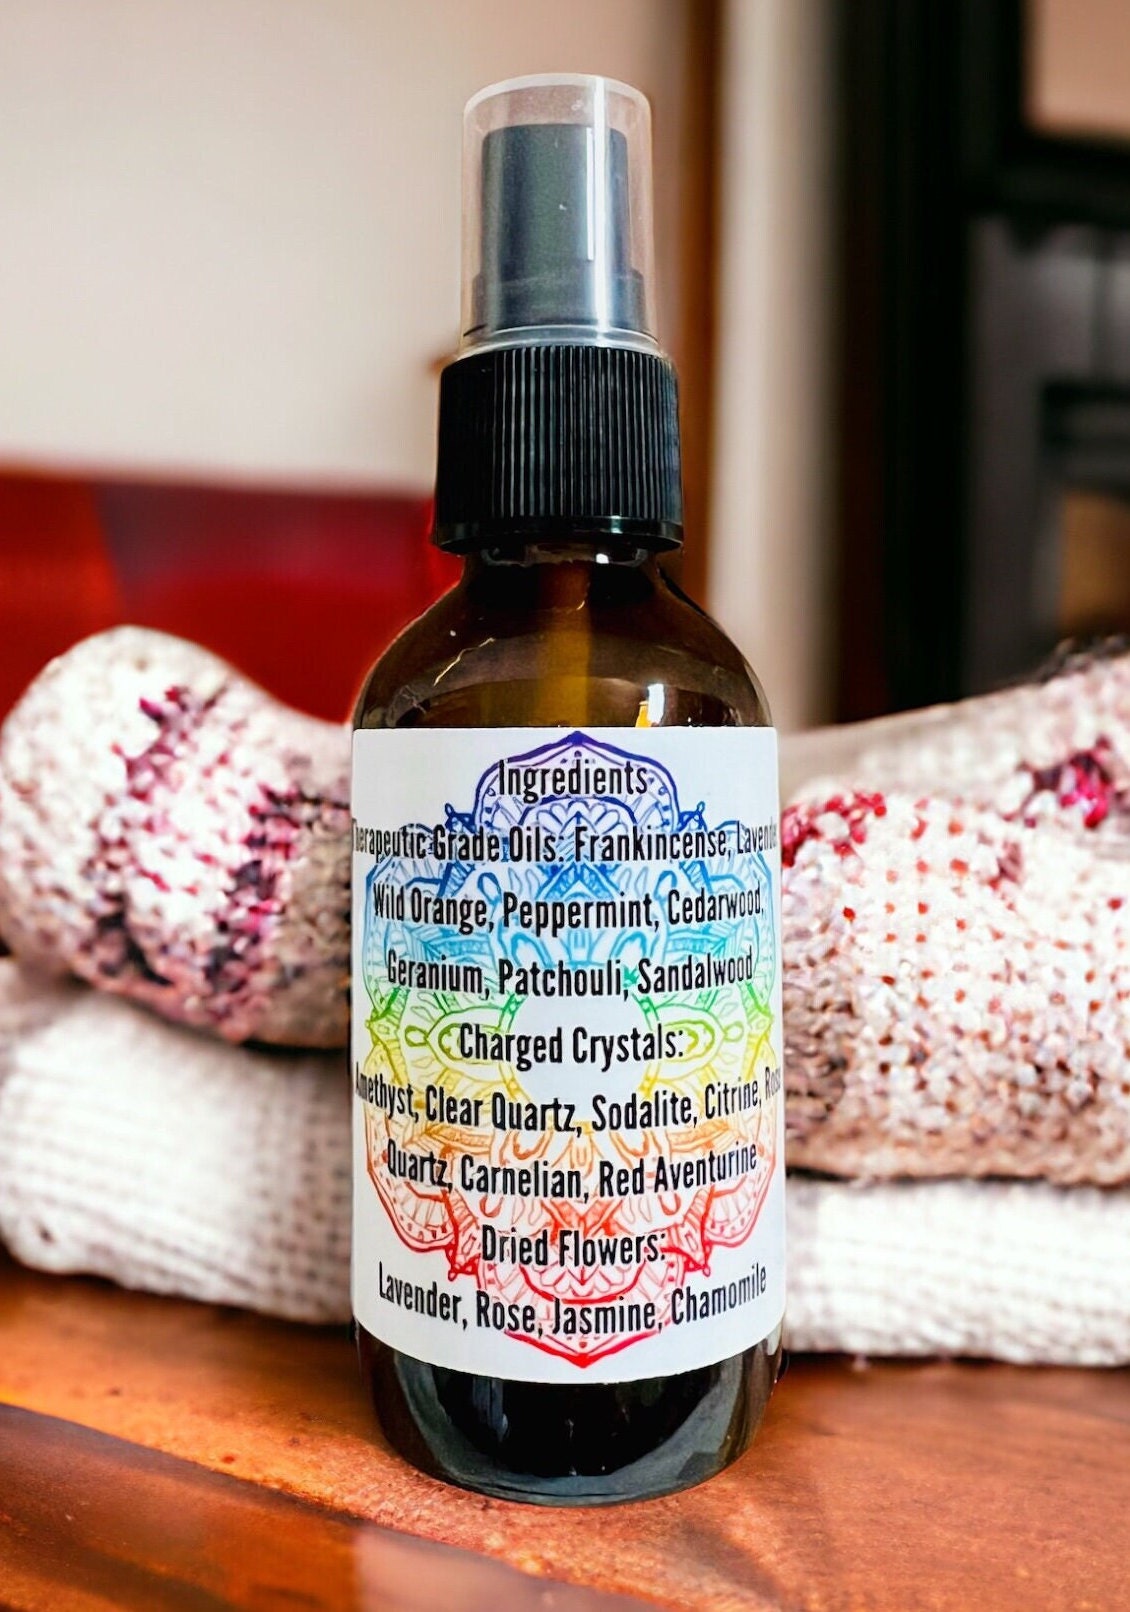 Ingredients
Therapeutic Grade Oils: Frankincense, Lavender
Wild Orange, Peppermint, Cedarwood,
Geranium, Patchouli, Sandalwood
Charged Crystals:
Amethyst, Clear Quartz, Sodalite, Citrine, Rose
Quartz, Carnelian, Red Aventurine
Dried Flowers:
Lavender, Rose, Jasmine, Chamomile